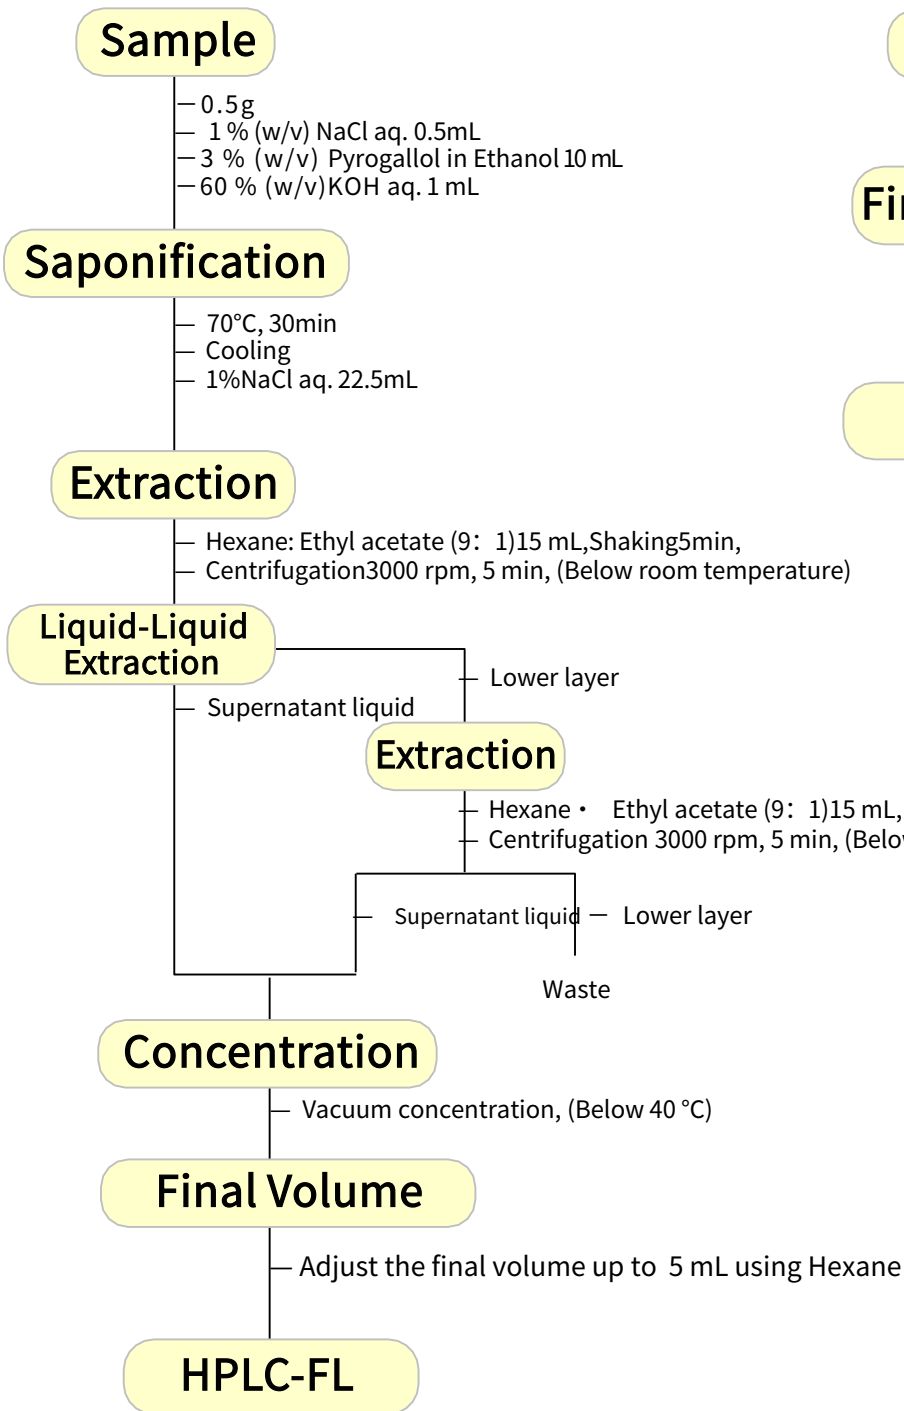 Sample
0.5g
1 % (w/v) NaCl aq. 0.5mL
3 % (w/v) Pyrogallol in Ethanol 10 mL
60 % (w/v)KOH aq. 1 mL
Saponification
70℃, 30min
Cooling
1%NaCl aq. 22.5mL
Extraction
Hexane: Ethyl acetate (9：1)15 mL,Shaking5min,
Centrifugation3000 rpm, 5 min, (Below room temperature)
Liquid-Liquid
Extraction
Lower layer
Supernatant liquid
Extraction
Hexane・ Ethyl acetate (9：1)15 mL,
Centrifugation 3000 rpm, 5 min,
Supernatant liquid
Lower layer
Waste
Concentration
Vacuum concentration, (Below 40 ℃)
Final Volume
Adjust the final volume up to 5 mL using Hexane
HPLC-FL